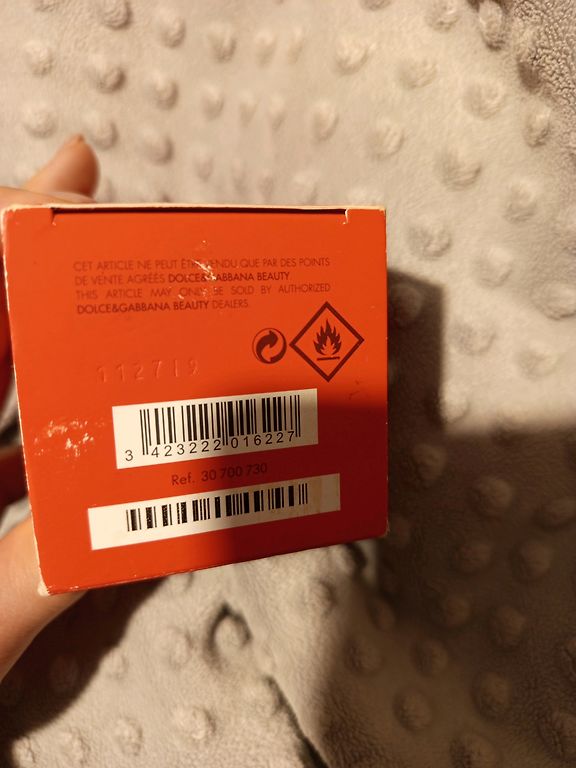 CET ARTICLE NE PEUT ÊTRE VENDU QUE PAR DES POINTS
DE VENTE AGRÉÉS DOLCE&GABBANA BEAUTY
THIS ARTICLE MAY ONLY BE SOLD BY AUTHORIZED
DOLCE&GABBANA BEAUTY DEALERS.
112719
3 423222 016227
Ref. 30 700 730